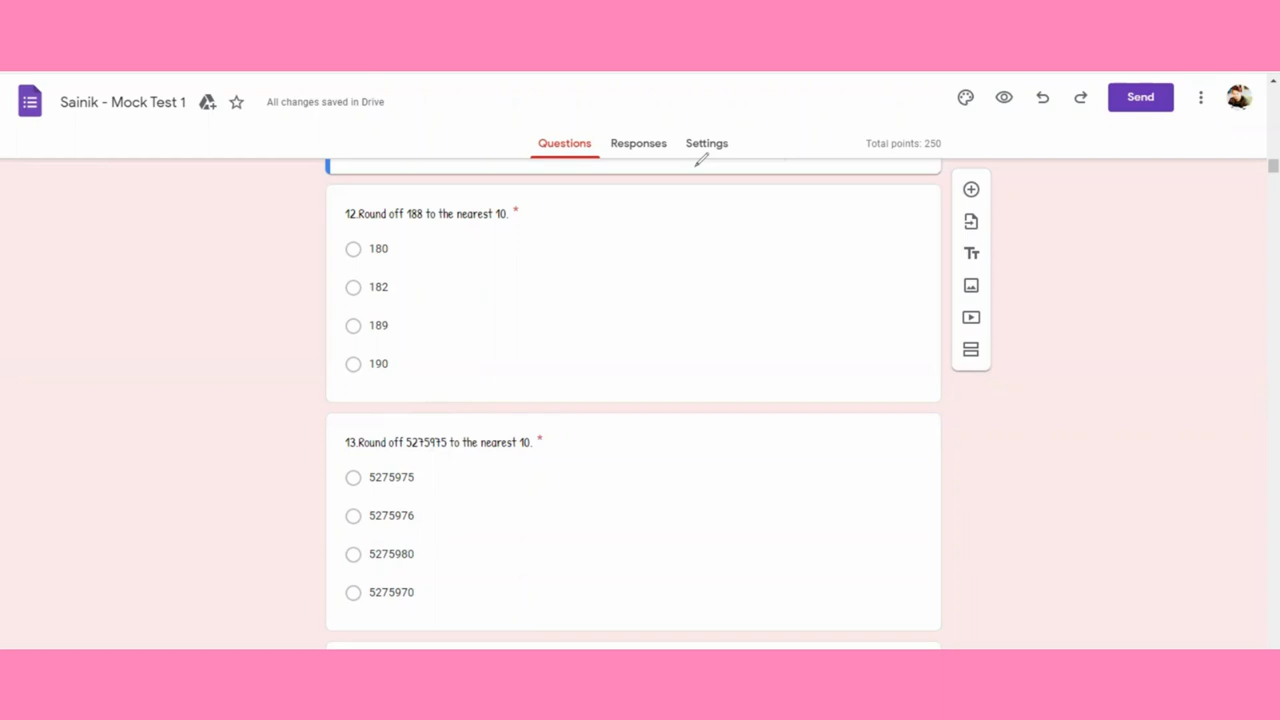 Sainik - Mock Test 1
All changes saved in Drive
Send
Questions Responses Settings
Total points: 250
12.Round off 188 to the nearest 10. *
180
182
189
190
Tт
13.Round off 5275975 to the nearest 10. *
5275975
5275976
5275980
5275970